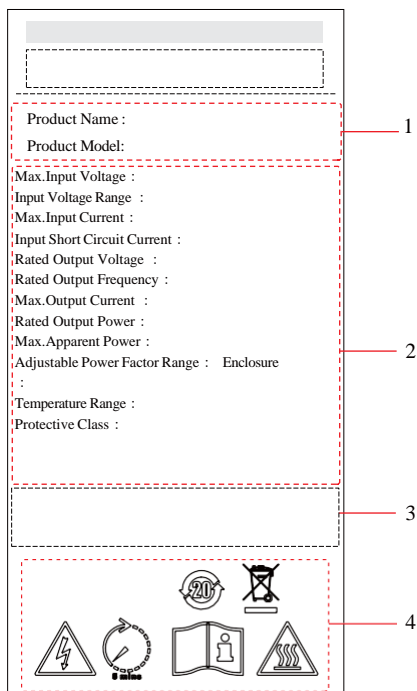 Product Name :
1
Product Model:
Max.Input Voltage :
Input Voltage Range :
Max.Input Current :
Input Short Circuit Current :
Rated Output Voltage :
Rated Output Frequency :
Max.Output Current :
Rated Output Power :
Max.Apparent Power :
2
Adjustable Power Factor Range : Enclosure
:
Temperature Range :
Protective Class :
3
20
4
5 mins